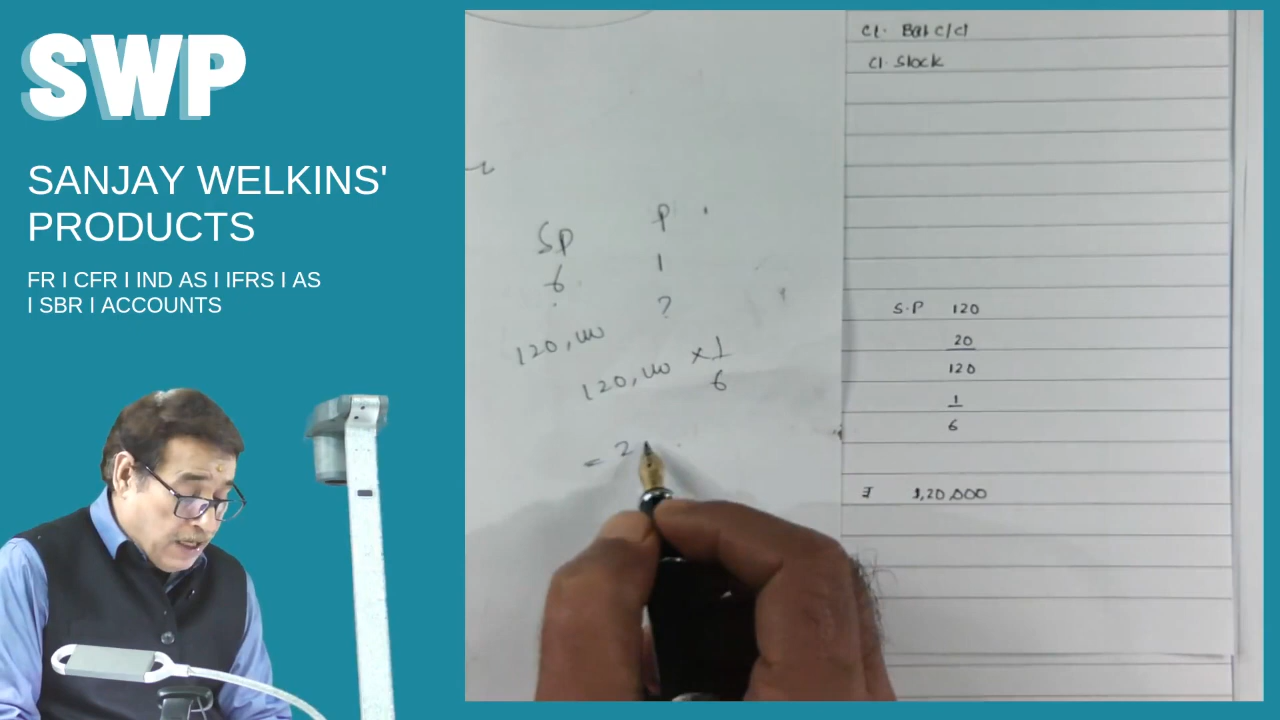 SWP
SANJAY WELKINS'
PRODUCTS
FR I CFR I IND AS I IFRS I AS
I SBR I ACCOUNTS
SP P
6 1
120,000 ?
120,000 × 1/6
= 2
Cl. Bal c/d
Cl. Stock
S.P 120
20
120
1
6
₹ 1,20,000